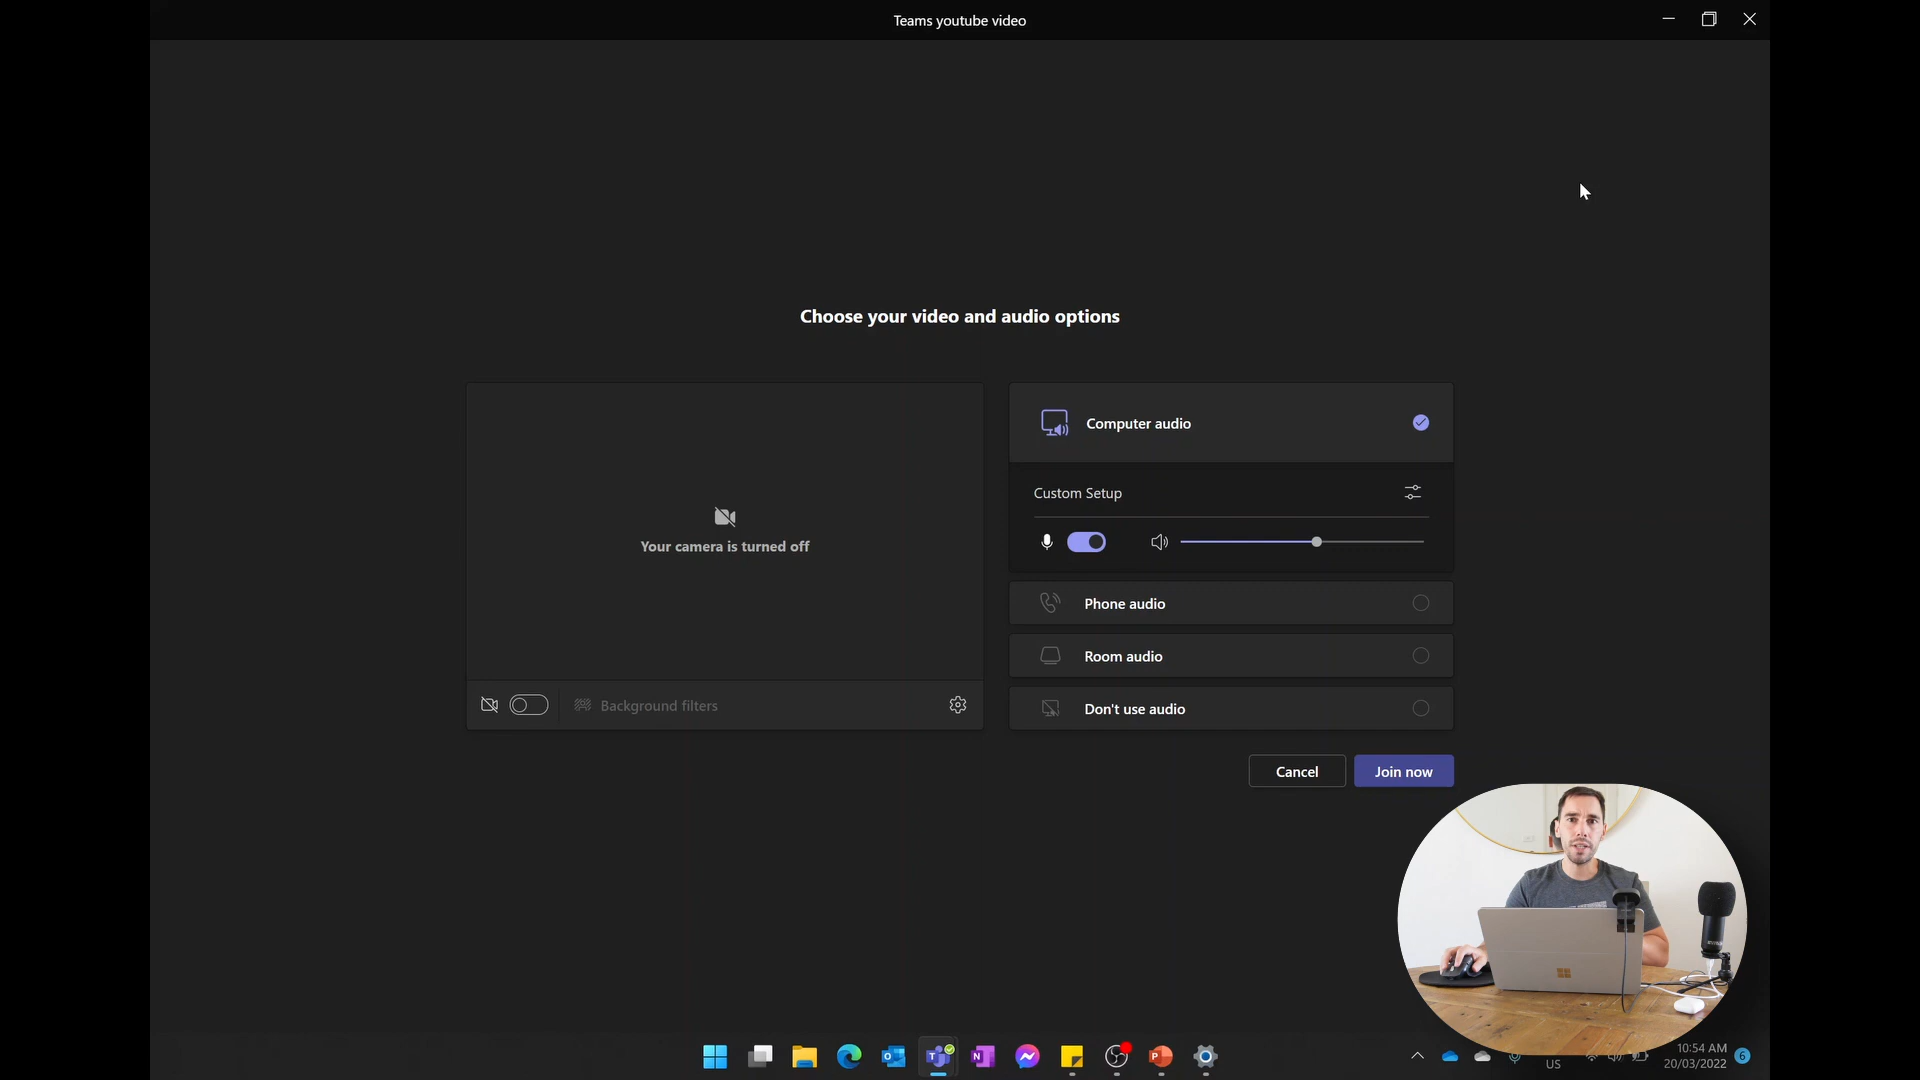 Teams youtube video
Choose your video and audio options
Computer audio
Custom Setup
Your camera is turned off
Phone audio
Room audio
Background filters
Don't use audio
Cancel
Join now
US
10:54 AM
20/03/2022
6